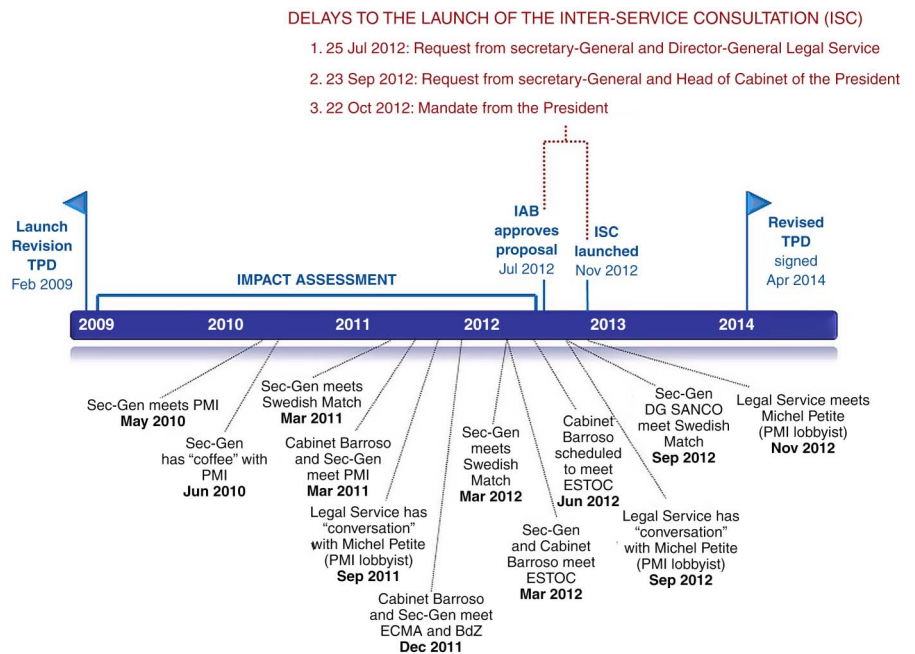 DELAYS TO THE LAUNCH OF THE INTER-SERVICE CONSULTATION (ISC)
1. 25 Jul 2012: Request from secretary-General and Director-General Legal Service
2. 23 Sep 2012: Request from secretary-General and Head of Cabinet of the President
3. 22 Oct 2012: Mandate from the President
Launch
Revision
TPD
Feb 2009
IMPACT ASSESSMENT
IAB
approves
proposal
Jul 2012
ISC
launched
Nov 2012
Revised
TPD
signed
Apr 2014
2009 2010 2011 2012 2013 2014
Sec-Gen meets PMI
May 2010
Sec-Gen
has “coffee” with
PMI
Jun 2010
Sec-Gen meets
Swedish Match
Mar 2011
Cabinet Barroso
and Sec-Gen
meet PMI
Mar 2011
Legal Service has
“conversation”
with Michel Petite
(PMI lobbyist)
Sep 2011
Cabinet Barroso
and Sec-Gen meet
ECMA and BdZ
Dec 2011
Sec-Gen
meets
Swedish
Match
Mar 2012
Sec-Gen
and Cabinet
Barroso meet
ESTOC
Mar 2012
Cabinet
Barroso
scheduled
to meet
ESTOC
Jun 2012
Legal Service has
“conversation”
with Michel Petite
(PMI lobbyist)
Sep 2012
Sec-Gen
DG SANCO
meet Swedish
Match
Sep 2012
Legal Service meets
Michel Petite
(PMI lobbyist)
Nov 2012